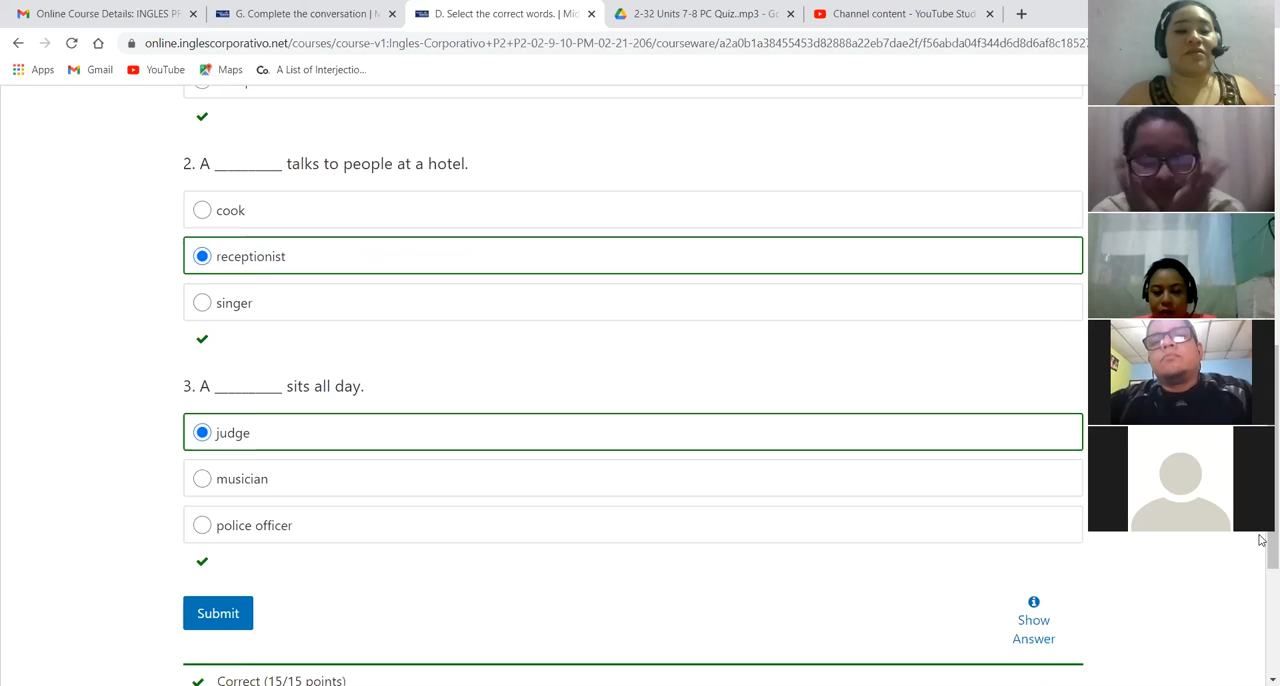 Online Course Details: INGLES PR
G. Complete the conversation | M
D. Select the correct words. | Mid
2-32 Units 7-8 PC Quiz..mp3 - Go
Channel content - YouTube Stud
online.inglescorporativo.net/courses/course-v1:Ingles-Corporativo+P2+P2-02-9-10-PM-02-21-206/courseware/a2a0b1a38455453d82888a22eb7dae2f/f56abda04f344d6d8d6af8c18527
Apps
Gmail
YouTube
Maps
Co.
A List of Interjectio...
2. A _________ talks to people at a hotel.
cook
receptionist
singer
3. A _________ sits all day.
judge
musician
police officer
Submit
Show
Answer
Correct (15/15 points)